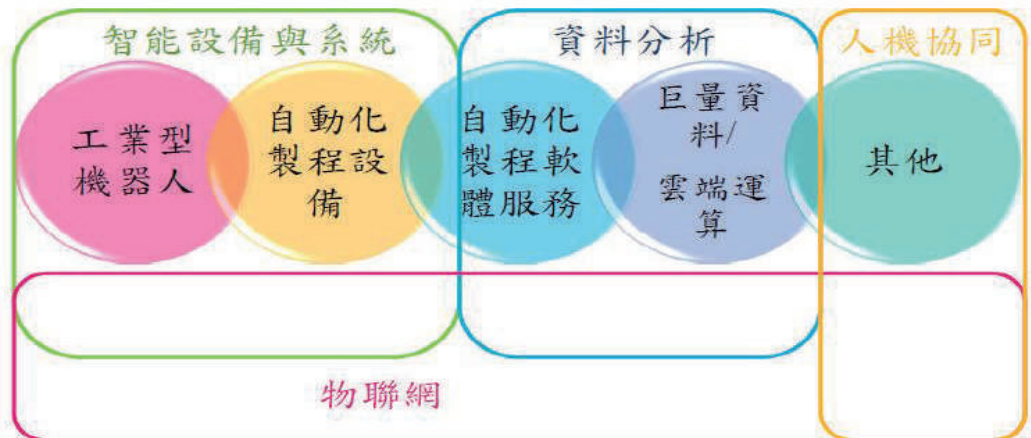 智能設備與系統
資料分析
人機協同
工業型
機器人
自動化
製程設
備
自動化
製程軟
體服務
巨量資
料/
雲端運
算
其他
物聯網